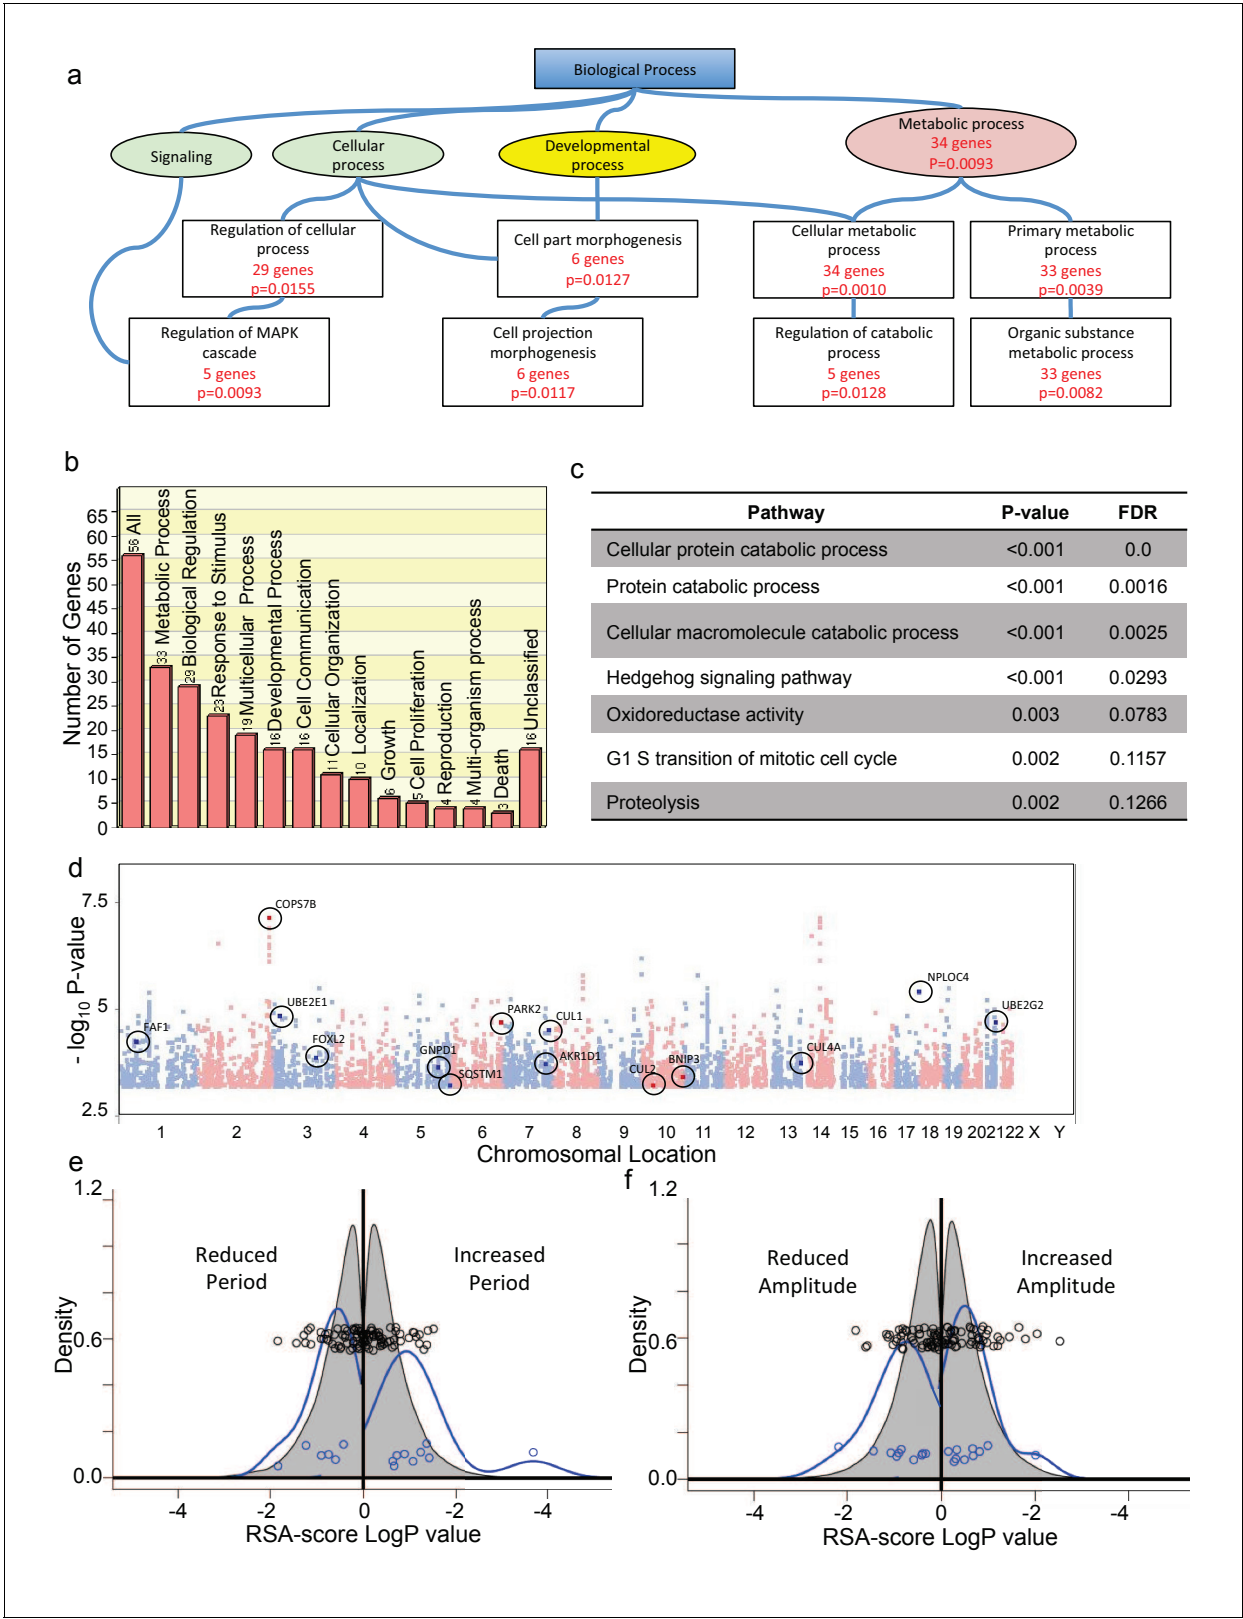 a
Biological Process
Signaling
Cellular
process
Developmental
process
Metabolic process
34 genes
P=0.0093
Regulation of cellular
process
29 genes
p=0.0155
Cell part morphogenesis
6 genes
p=0.0127
Cellular metabolic
process
34 genes
p=0.0010
Primary metabolic
process
33 genes
p=0.0039
Regulation of MAPK
cascade
5 genes
p=0.0093
Cell projection
morphogenesis
6 genes
p=0.0117
Regulation of catabolic
process
5 genes
p=0.0128
Organic substance
metabolic process
33 genes
p=0.0082
b
Number of Genes
65
60
55
50
45
40
35
30
25
20
15
10
5
0
56 All
33 Metabolic Process
29 Biological Regulation
23 Response to Stimulus
19 Multicellular Process
16 Developmental Process
16 Cell Communication
11 Cellular Organization
10 Localization
6 Growth
5 Cell Proliferation
4 Reproduction
4 Multi-organism process
3 Death
16 Unclassified
c
Pathway P-value FDR
Cellular protein catabolic process <0.001 0.0
Protein catabolic process <0.001 0.0016
Cellular macromolecule catabolic process <0.001 0.0025
Hedgehog signaling pathway <0.001 0.0293
Oxidoreductase activity 0.003 0.0783
G1 S transition of mitotic cell cycle 0.002 0.1157
Proteolysis 0.002 0.1266
d
- log10 P-value
7.5
5
2.5
COPS7B
NPLOC4
UBE2E1
PARK2
CUL1
UBE2G2
FAF1
FOXL2
GNPD1
AKR1D1
CUL4A
SQSTM1
CUL2
BNIP3
1 2 3 4 5 6 7 8 9 10 11 12 13 14 15 16 17 18 19 202122 X Y
Chromosomal Location
e
1.2
0.6
0.0
Density
Reduced
Period
Increased
Period
-4 -2 0 -2 -4
RSA-score LogP value
f
1.2
0.6
0.0
Density
Reduced
Amplitude
Increased
Amplitude
-4 -2 0 -2 -4
RSA-score LogP value